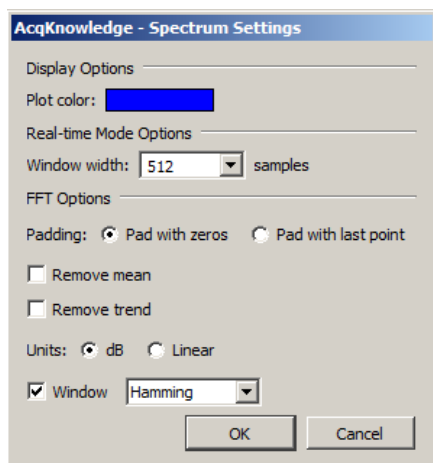 AcqKnowledge - Spectrum Settings
Display Options
Plot color:
Real-time Mode Options
Window width: 512 samples
FFT Options
Padding: Pad with zeros Pad with last point
Remove mean
Remove trend
Units: dB Linear
Window Hamming
OK Cancel